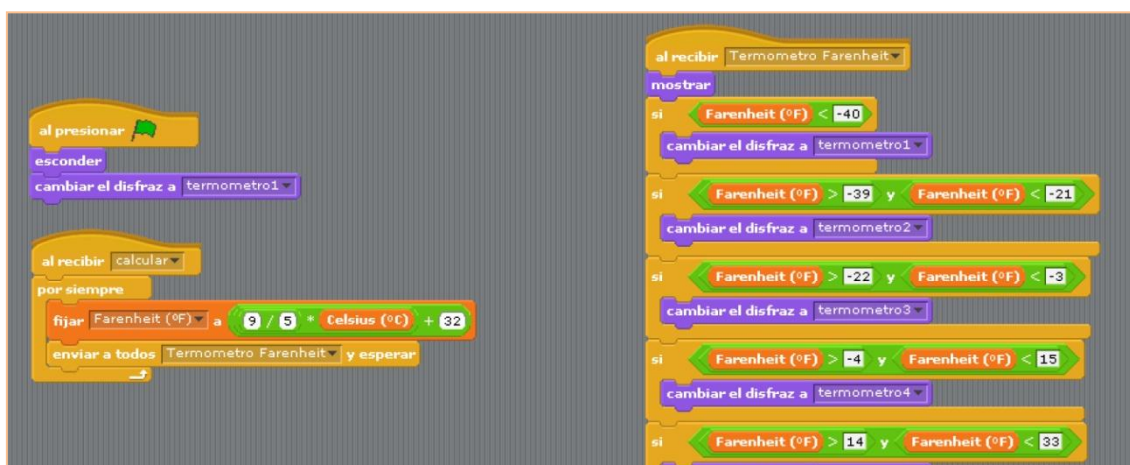 al presionar
esconder
cambiar el disfraz a termometro1
al recibir calcular
por siempre
fijar Farenheit (ºF) a 9 / 5 * Celsius (ºC) + 32
enviar a todos Termometro Farenheit y esperar
al recibir Termometro Farenheit
mostrar
si Farenheit (ºF) < -40
cambiar el disfraz a termometro1
si Farenheit (ºF) > -39 y Farenheit (ºF) < -21
cambiar el disfraz a termometro2
si Farenheit (ºF) > -22 y Farenheit (ºF) < -3
cambiar el disfraz a termometro3
si Farenheit (ºF) > -4 y Farenheit (ºF) < 15
cambiar el disfraz a termometro4
si Farenheit (ºF) > 14 y Farenheit (ºF) < 33